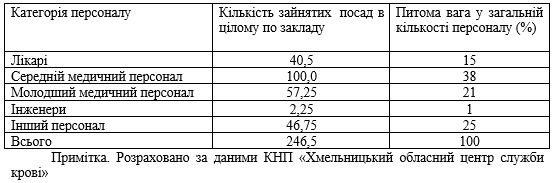 Категорія персоналу Кількість зайнятих посад в цілому по закладу Питома вага у загальній кількості персоналу (%)
Лікарі 40,5 15
Середній медичний персонал 100,0 38
Молодший медичний персонал 57,25 21
Інженери 2,25 1
Інший персонал 46,75 25
Всього 246,5 100
Примітка. Розраховано за даними КНП «Хмельницький обласний центр служби
крові»